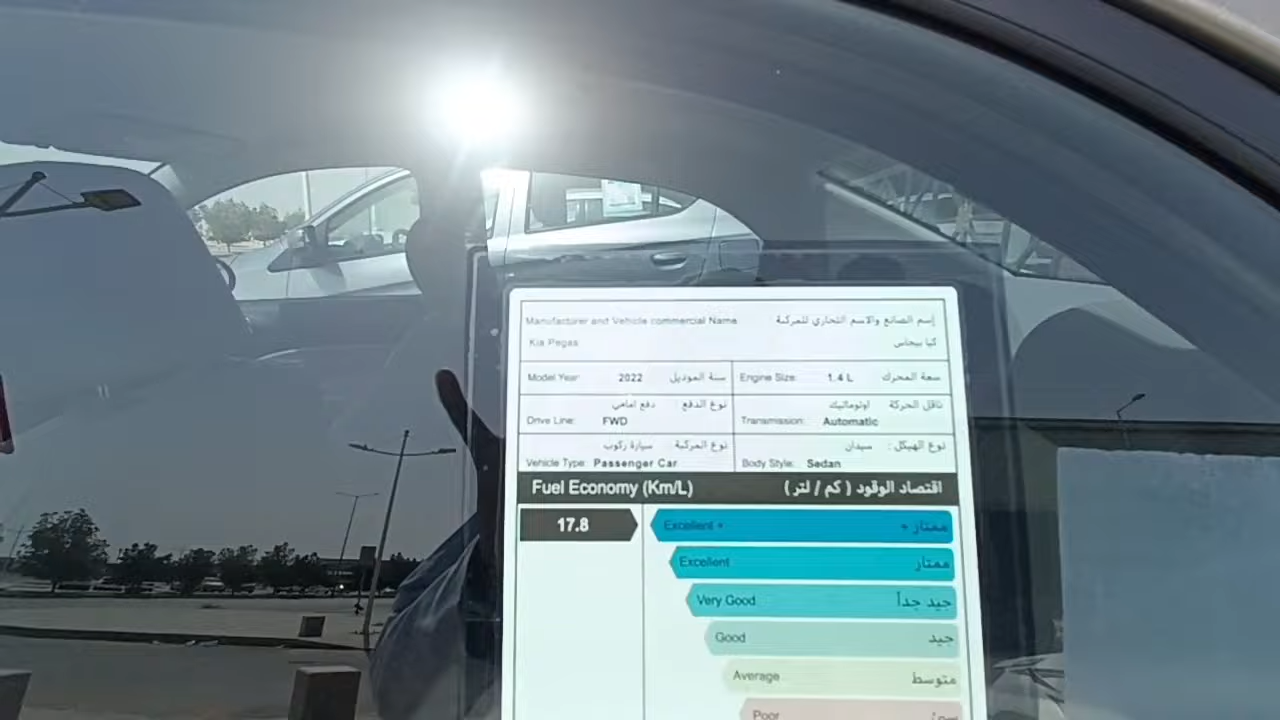 Manufacturer and Vehicle commercial Name إسم الصانع والاسم التجاري للمركبة
Kia Pegas كيا بيجاس
Model Year: 2022 سنة الموديل Engine Size: 1.4 L سعة المحرك
نوع الدفع : دفع امامي ناقل الحركة اوتوماتيك
Drive Line: FWD Transmission: Automatic
نوع المركبة : سيارة ركوب نوع الهيكل : سيدان
Vehicle Type: Passenger Car Body Style: Sedan
Fuel Economy (Km/L) اقتصاد الوقود ( كم / لتر )
17.8 Excellent + ممتاز +
Excellent ممتاز
Very Good جيد جداً
Good جيد
Average متوسط
Poor